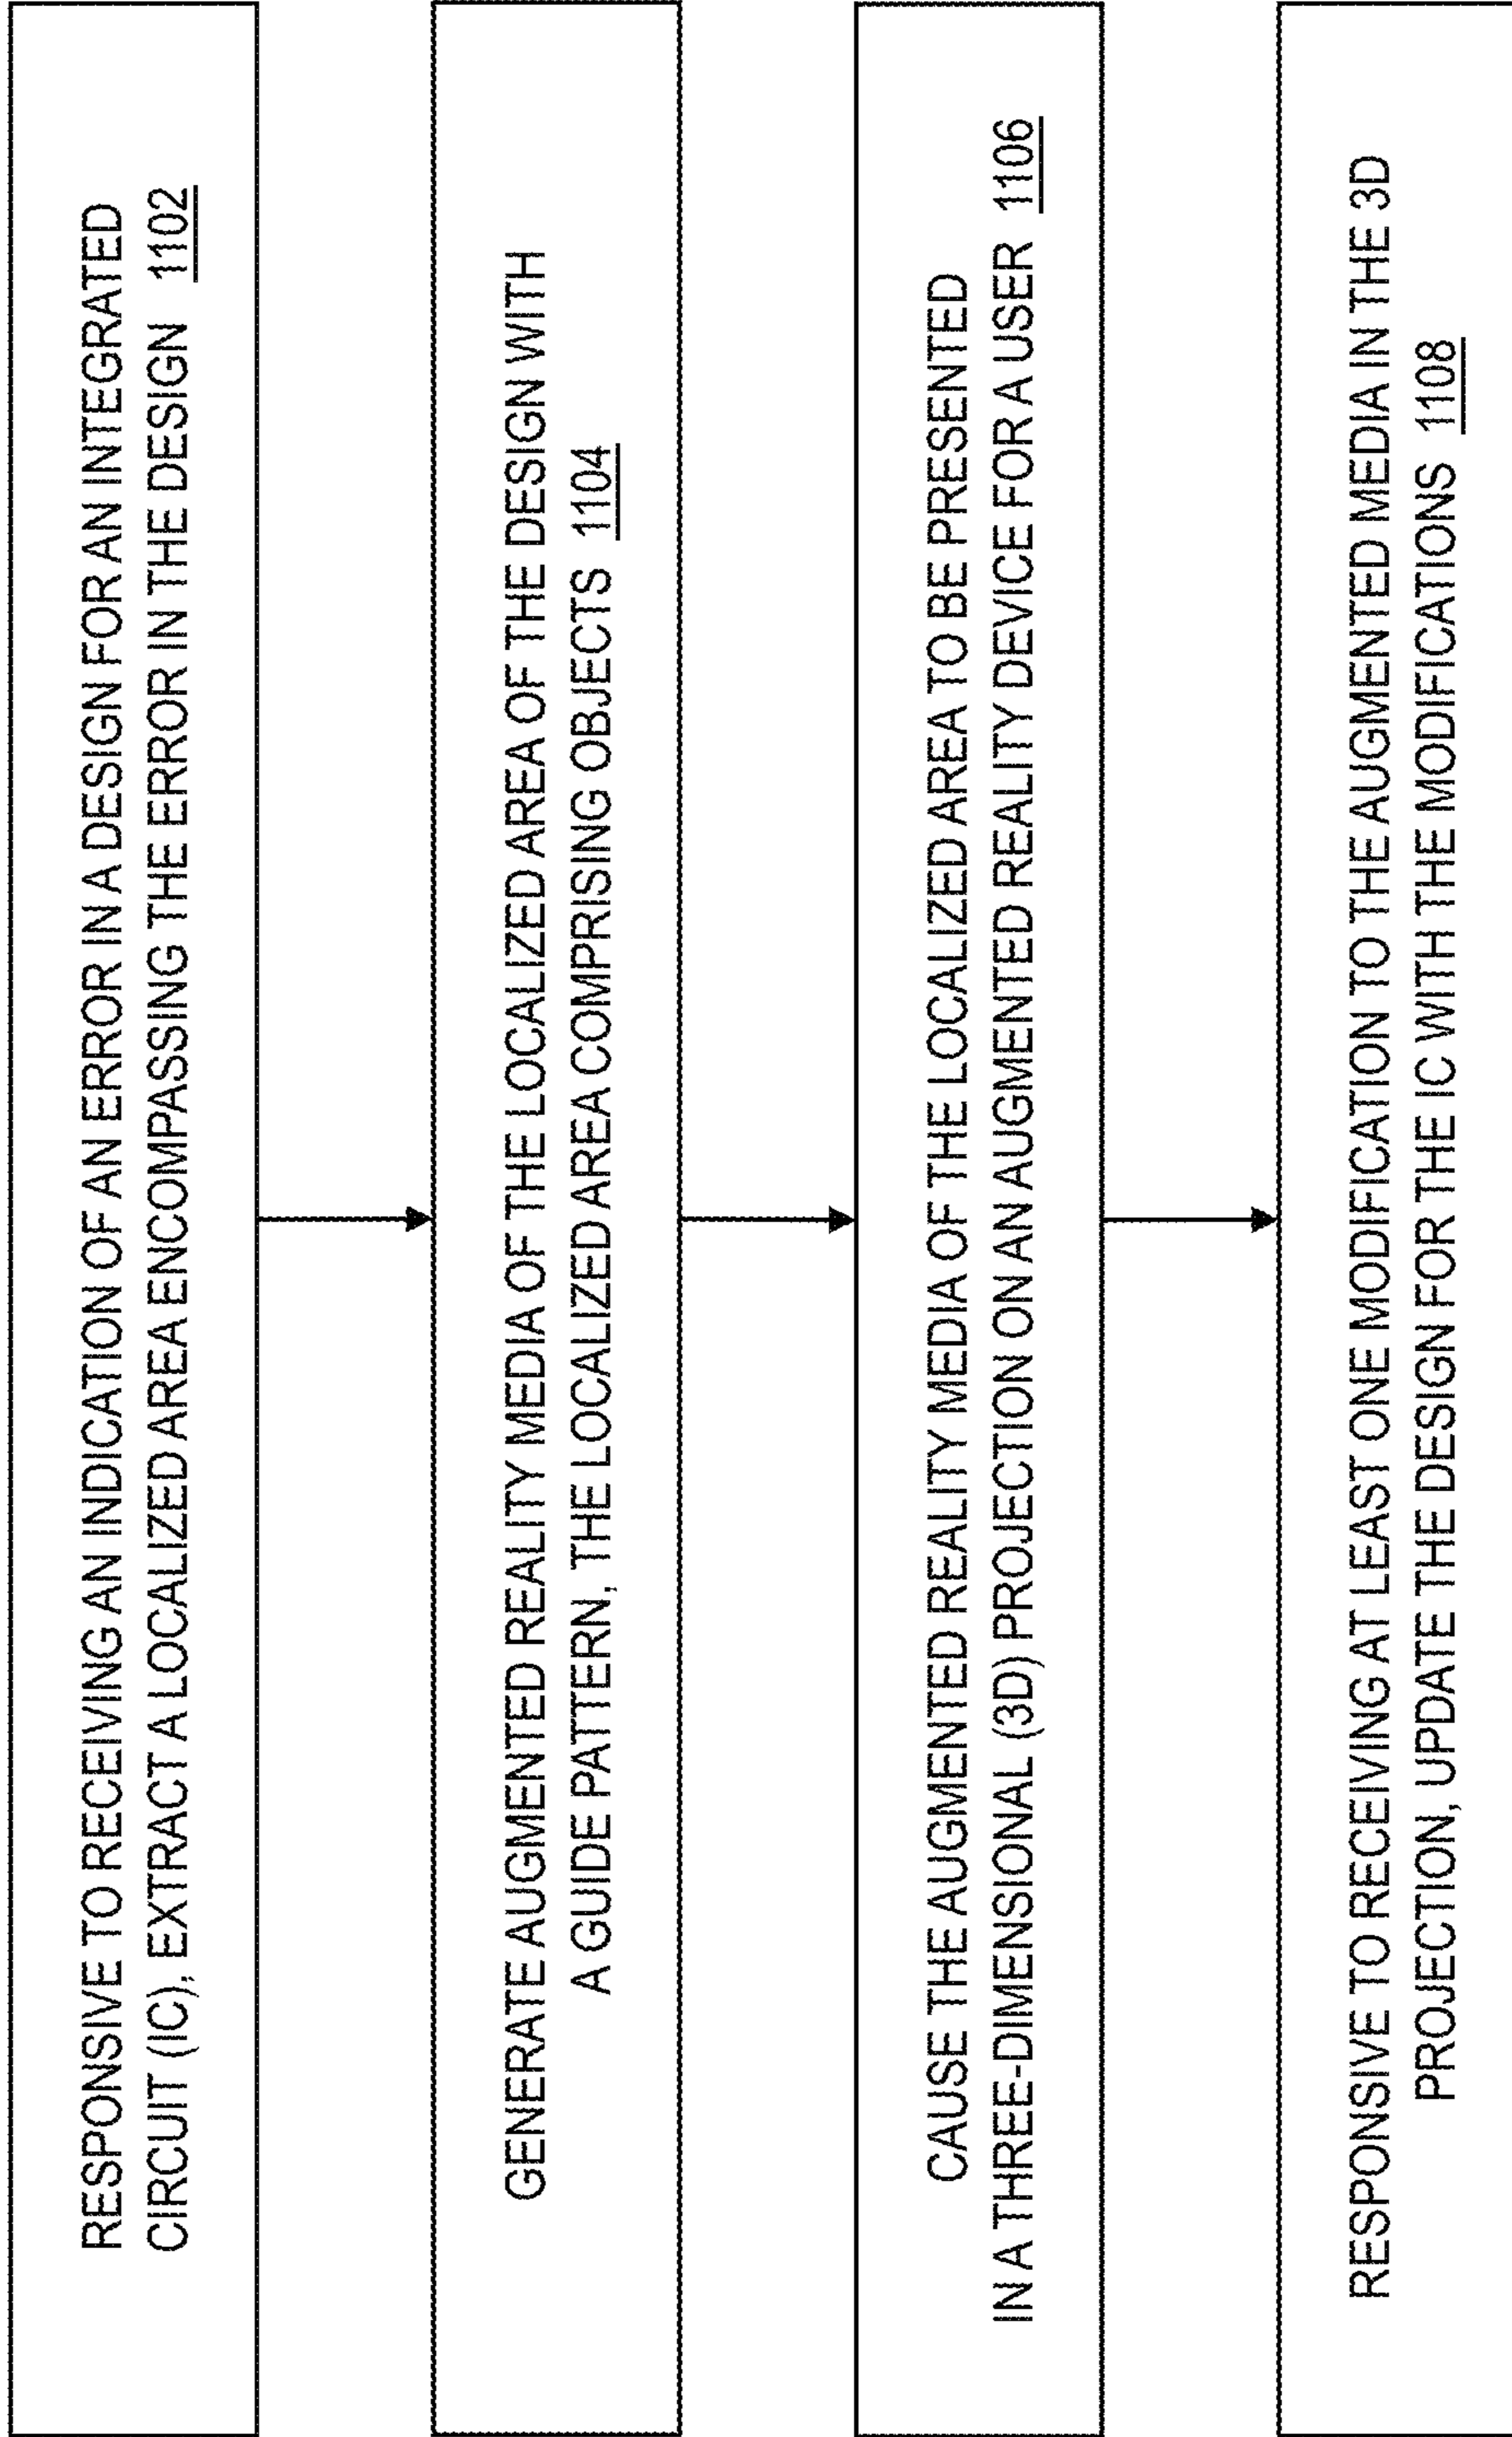 RESPONSIVE TO RECEIVING AN INDICATION OF AN ERROR IN A DESIGN FOR AN INTEGRATED
CIRCUIT (IC), EXTRACT A LOCALIZED AREA ENCOMPASSING THE ERROR IN THE DESIGN 1102
GENERATE AUGMENTED REALITY MEDIA OF THE LOCALIZED AREA OF THE DESIGN WITH
A GUIDE PATTERN, THE LOCALIZED AREA COMPRISING OBJECTS 1104
CAUSE THE AUGMENTED REALITY MEDIA OF THE LOCALIZED AREA TO BE PRESENTED
IN A THREE-DIMENSIONAL (3D) PROJECTION ON AN AUGMENTED REALITY DEVICE FOR A USER 1106
RESPONSIVE TO RECEIVING AT LEAST ONE MODIFICATION TO THE AUGMENTED MEDIA IN THE 3D
PROJECTION, UPDATE THE DESIGN FOR THE IC WITH THE MODIFICATIONS 1108